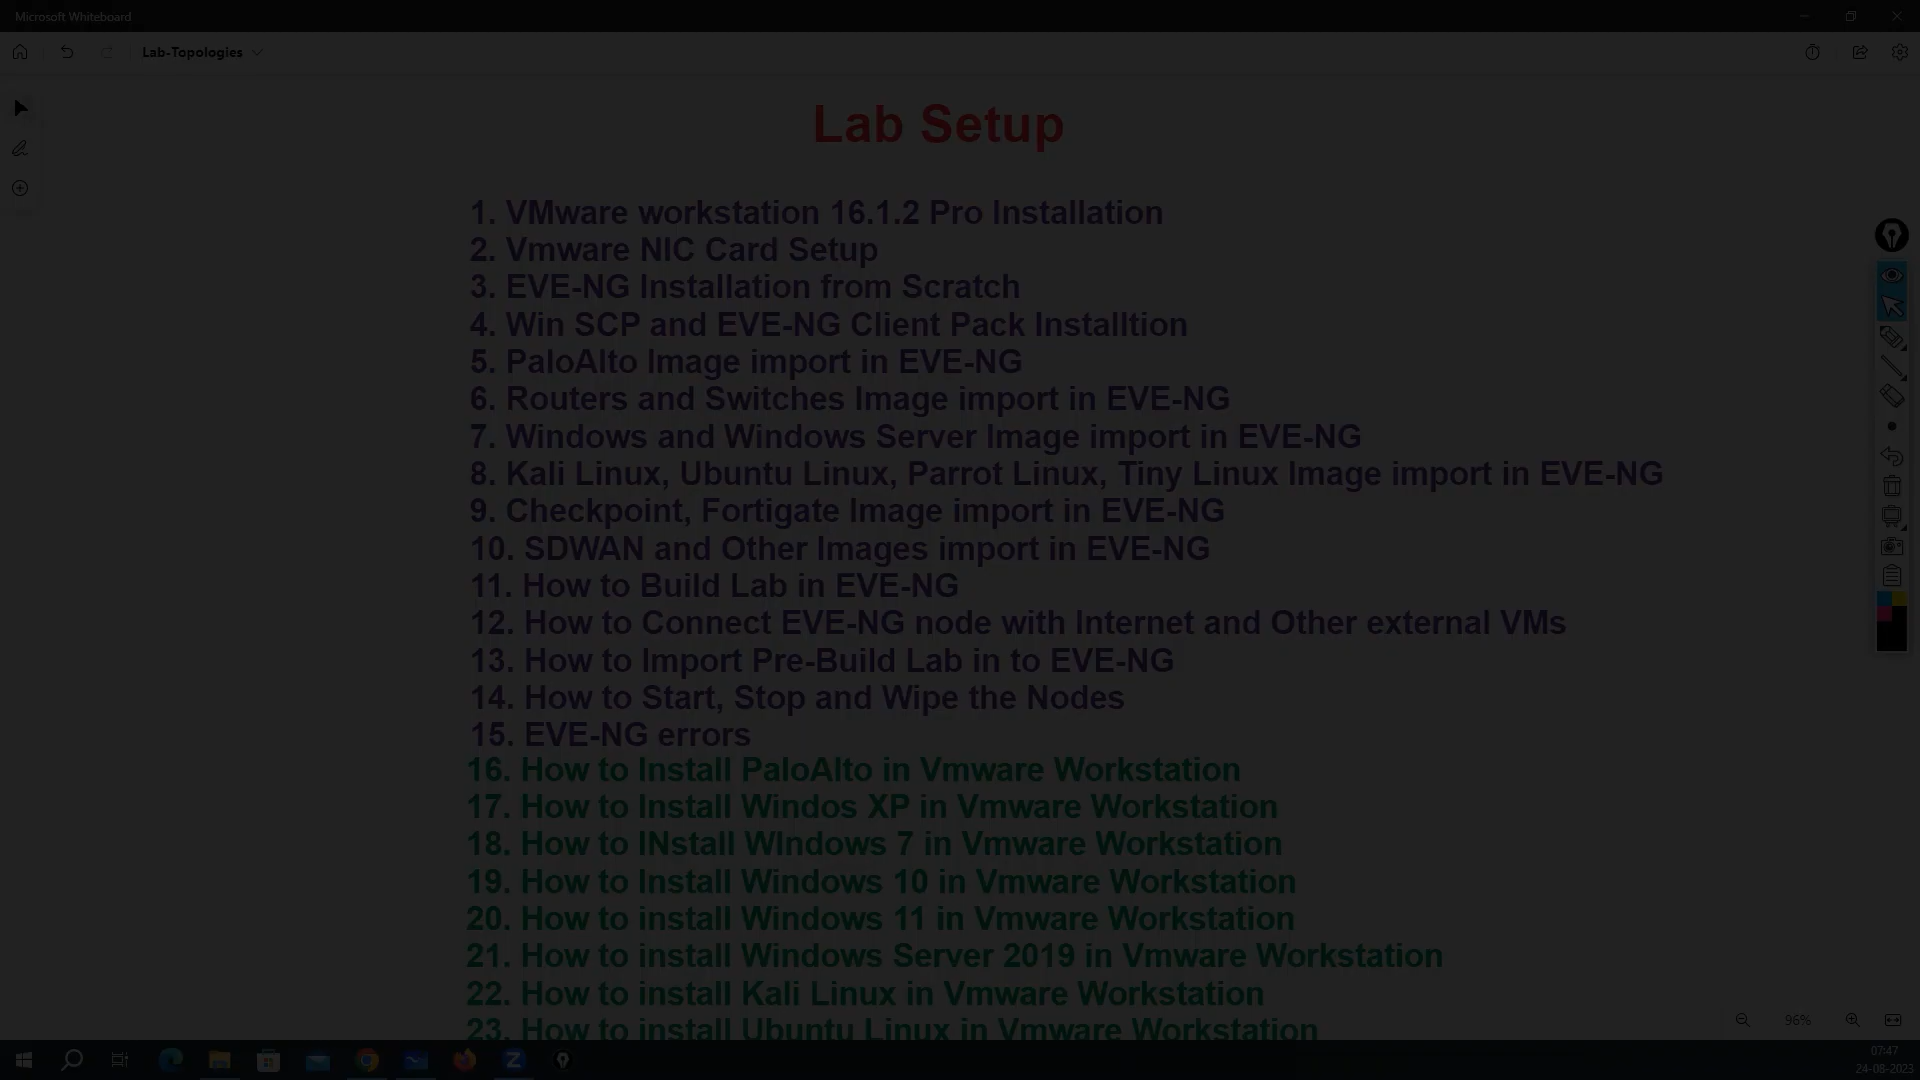 Microsoft Whiteboard
Lab-Topologies
Lab Setup
1. VMware workstation 16.1.2 Pro Installation
2. Vmware NIC Card Setup
3. EVE-NG Installation from Scratch
4. Win SCP and EVE-NG Client Pack Installtion
5. PaloAlto Image import in EVE-NG
6. Routers and Switches Image import in EVE-NG
7. Windows and Windows Server Image import in EVE-NG
8. Kali Linux, Ubuntu Linux, Parrot Linux, Tiny Linux Image import in EVE-NG
9. Checkpoint, Fortigate Image import in EVE-NG
10. SDWAN and Other Images import in EVE-NG
11. How to Build Lab in EVE-NG
12. How to Connect EVE-NG node with Internet and Other external VMs
13. How to Import Pre-Build Lab in to EVE-NG
14. How to Start, Stop and Wipe the Nodes
15. EVE-NG errors
16. How to Install PaloAlto in Vmware Workstation
17. How to Install Windos XP in Vmware Workstation
18. How to INstall WIndows 7 in Vmware Workstation
19. How to Install Windows 10 in Vmware Workstation
20. How to install Windows 11 in Vmware Workstation
21. How to install Windows Server 2019 in Vmware Workstation
22. How to install Kali Linux in Vmware Workstation
23. How to install Ubuntu Linux in Vmware Workstation
96%
07:47
24-08-2023